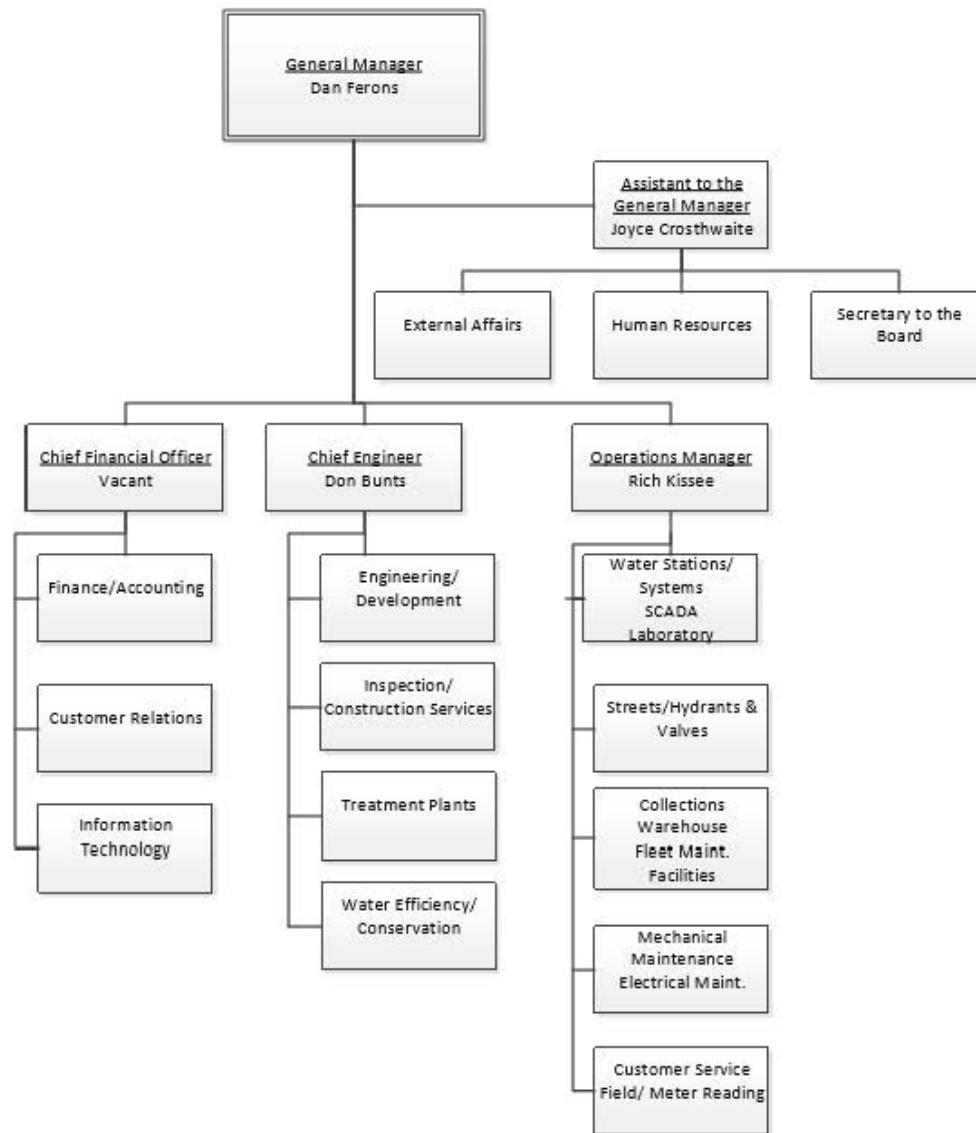 General Manager
Dan Ferons
Assistant to the
General Manager
Joyce Crosthwaite
External Affairs
Human Resources
Secretary to the
Board
Chief Financial Officer
Vacant
Chief Engineer
Don Bunts
Operations Manager
Rich Kissee
Finance/Accounting
Customer Relations
Information
Technology
Engineering/
Development
Inspection/
Construction Services
Treatment Plants
Water Efficiency/
Conservation
Water Stations/
Systems
SCADA
Laboratory
Streets/Hydrants &
Valves
Collections
Warehouse
Fleet Maint.
Facilities
Mechanical
Maintenance
Electrical Maint.
Customer Service
Field/ Meter Reading